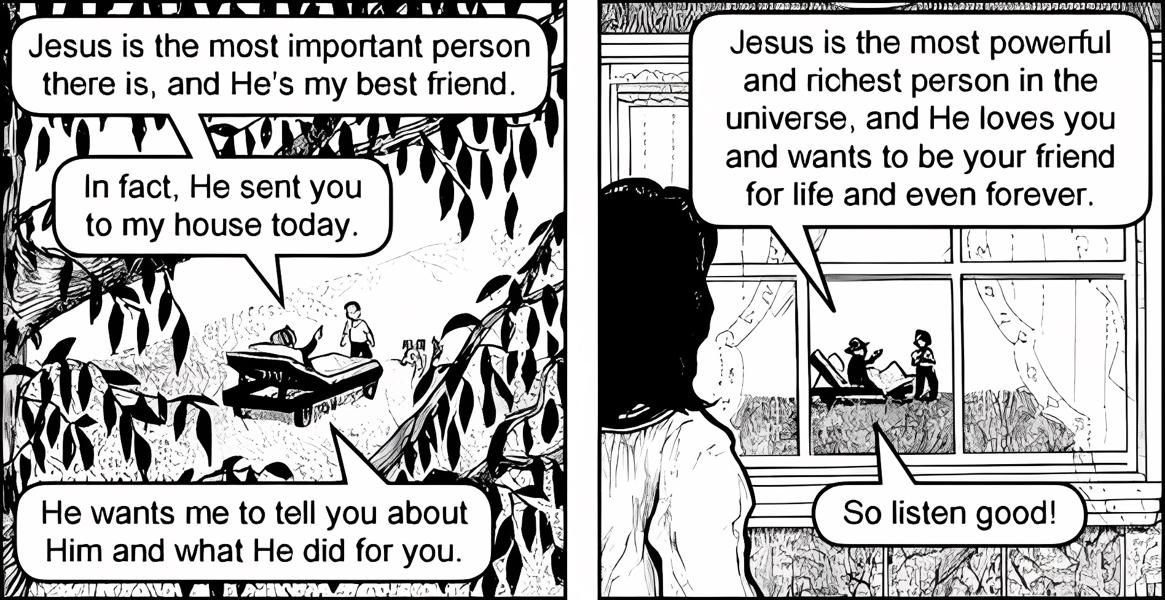 Jesus is the most important person
there is, and He's my best friend.
In fact, He sent you
to my house today.
He wants me to tell you about
Him and what He did for you.
Jesus is the most powerful
and richest person in the
universe, and He loves you
and wants to be your friend
for life and even forever.
So listen good!